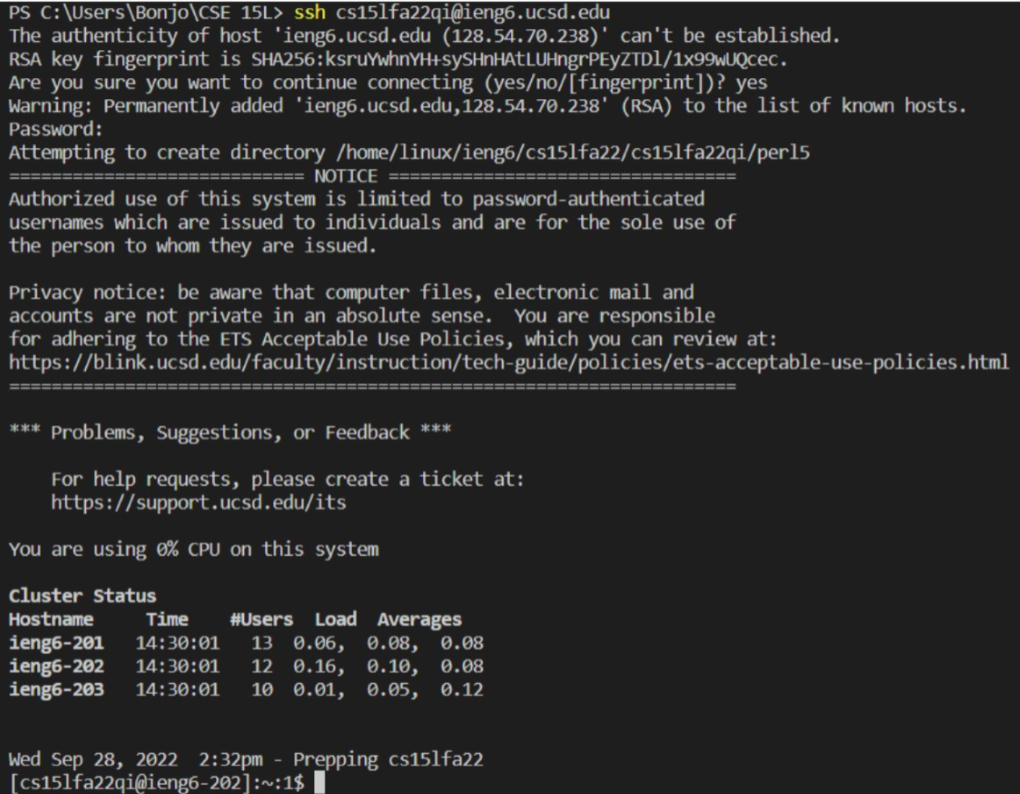 PS C:\Users\Bonjo\CSE 15L> ssh cs15lfa22qi@ieng6.ucsd.edu
The authenticity of host 'ieng6.ucsd.edu (128.54.70.238)' can't be established.
RSA key fingerprint is SHA256:ksruYwhnYH+sySHnHAtLUHngrPEyZTDl/1x99wUQcec.
Are you sure you want to continue connecting (yes/no/[fingerprint])? yes
Warning: Permanently added 'ieng6.ucsd.edu,128.54.70.238' (RSA) to the list of known hosts.
Password:
Attempting to create directory /home/linux/ieng6/cs15lfa22/cs15lfa22qi/perl5
============================ NOTICE =================================
Authorized use of this system is limited to password-authenticated
usernames which are issued to individuals and are for the sole use of
the person to whom they are issued.

Privacy notice: be aware that computer files, electronic mail and
accounts are not private in an absolute sense.  You are responsible
for adhering to the ETS Acceptable Use Policies, which you can review at:
https://blink.ucsd.edu/faculty/instruction/tech-guide/policies/ets-acceptable-use-policies.html
=====================================================================

*** Problems, Suggestions, or Feedback ***

    For help requests, please create a ticket at:
    https://support.ucsd.edu/its

You are using 0% CPU on this system

Cluster Status
Hostname     Time    #Users  Load  Averages
ieng6-201   14:30:01   13  0.06,  0.08,  0.08
ieng6-202   14:30:01   12  0.16,  0.10,  0.08
ieng6-203   14:30:01   10  0.01,  0.05,  0.12

Wed Sep 28, 2022  2:32pm - Prepping cs15lfa22
[cs15lfa22qi@ieng6-202]:~:1$